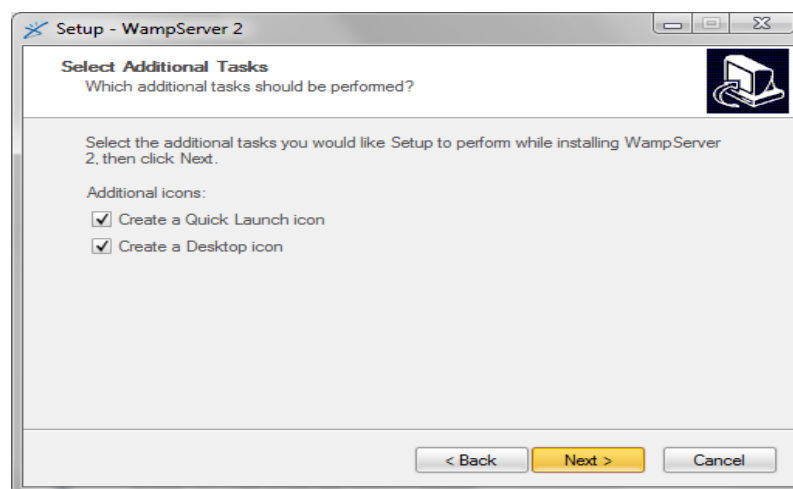 Setup - WampServer 2
Select Additional Tasks
Which additional tasks should be performed?
Select the additional tasks you would like Setup to perform while installing WampServer
2, then click Next.
Additional icons:
Create a Quick Launch icon
Create a Desktop icon
< Back Next > Cancel